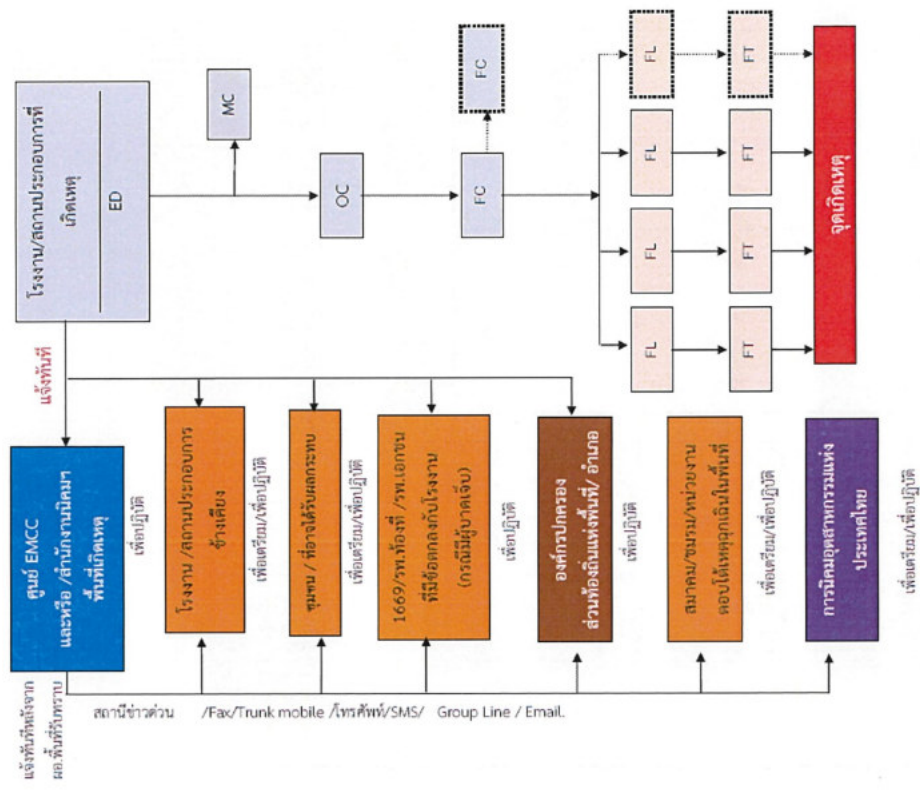 แจ้งทันทีหลังจาก
ผอ.พื้นที่รับทราบ
ศูนย์ EMCC
และหรือ /สำนักงานนิคมฯ
พื้นที่เกิดเหตุ
เพื่อปฏิบัติ
แจ้งทันที
โรงงาน/สถานประกอบการที่
เกิดเหตุ
ED
MC
OC
FC
FC
FL
FL
FL
FL
FT
FT
FT
FT
จุดเกิดเหตุ
สถานีข่าวด่วน /Fax/Trunk mobile /โทรศัพท์/SMS/ Group Line / Email.
โรงงาน /สถานประกอบการ
ข้างเคียง
เพื่อเตรียม/เพื่อปฏิบัติ
ชุมชน / ที่อาจได้รับผลกระทบ
เพื่อเตรียม/เพื่อปฏิบัติ
1669/รพ.ท้องที่ /รพ.เอกชน
ที่มีข้อตกลงกับโรงงาน
(กรณีมีผู้บาดเจ็บ)
เพื่อปฏิบัติ
องค์กรปกครอง
ส่วนท้องถิ่นแห่งพื้นที่/ อำเภอ
เพื่อปฏิบัติ
สมาคม/ชมรม/หน่วยงาน
ตอบโต้เหตุฉุกเฉินในพื้นที่
เพื่อเตรียม/เพื่อปฏิบัติ
การนิคมอุตสาหกรรมแห่ง
ประเทศไทย
เพื่อเตรียม/เพื่อปฏิบัติ